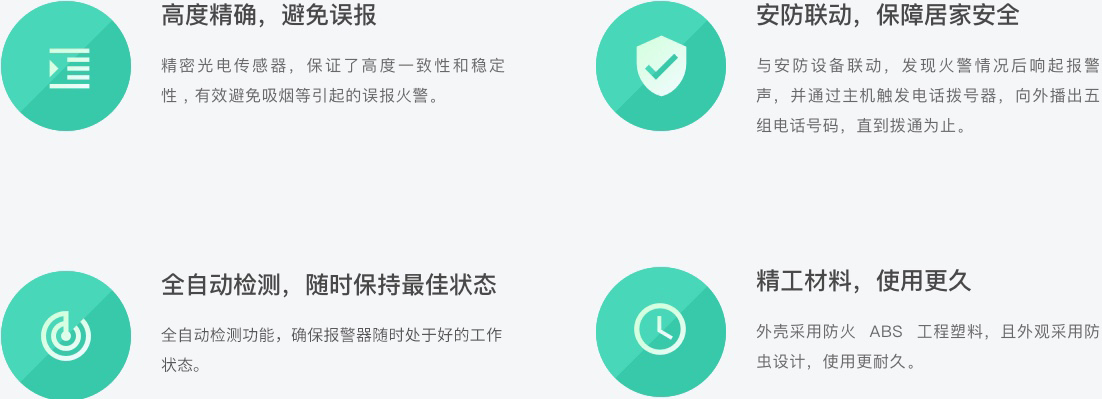 高度精确，避免误报
精密光电传感器，保证了高度一致性和稳定
性，有效避免吸烟等引起的误报火警。
安防联动，保障居家安全
与安防设备联动，发现火警情况后响起报警
声，并通过主机触发电话拨号器，向外播出五
组电话号码，直到拨通为止。
全自动检测，随时保持最佳状态
全自动检测功能，确保报警器随时处于好的工作
状态。
精工材料，使用更久
外壳采用防火 ABS 工程塑料，且外观采用防
虫设计，使用更耐久。